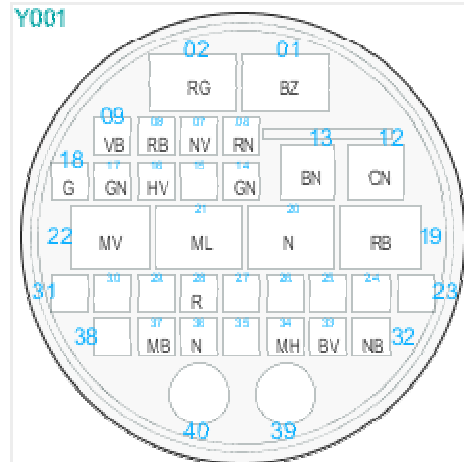 Y001
02 01
RG BZ
09 08 07 06
VB RB NV RN
13 12
BN CN
18 17 16 15 14
G GN HV GN
21 20
22 MV ML N RB 19
31 30 29 28 27 26 25 24 23
R
38 37 36 35 34 33 32
MB N MH BV NB
40 39